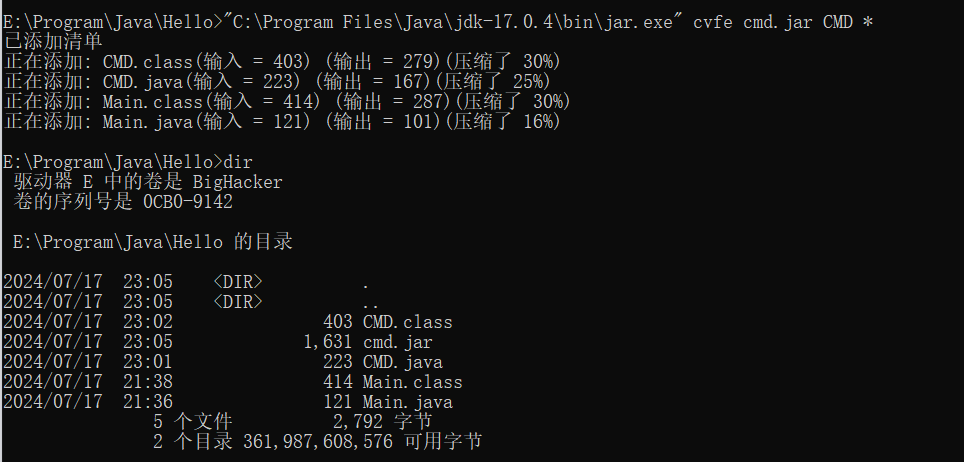 E:\Program\Java\Hello>"C:\Program Files\Java\jdk-17.0.4\bin\jar.exe" cvfe cmd.jar CMD *
已添加清单
正在添加: CMD.class(输入 = 403) (输出 = 279)(压缩了 30%)
正在添加: CMD.java(输入 = 223) (输出 = 167)(压缩了 25%)
正在添加: Main.class(输入 = 414) (输出 = 287)(压缩了 30%)
正在添加: Main.java(输入 = 121) (输出 = 101)(压缩了 16%)
E:\Program\Java\Hello>dir
驱动器 E 中的卷是 BigHacker
卷的序列号是 0CB0-9142
E:\Program\Java\Hello 的目录
2024/07/17  23:05    <DIR>          .
2024/07/17  23:05    <DIR>          ..
2024/07/17  23:02               403 CMD.class
2024/07/17  23:05             1,631 cmd.jar
2024/07/17  23:01               223 CMD.java
2024/07/17  21:38               414 Main.class
2024/07/17  21:36               121 Main.java
5 个文件          2,792 字节
2 个目录 361,987,608,576 可用字节